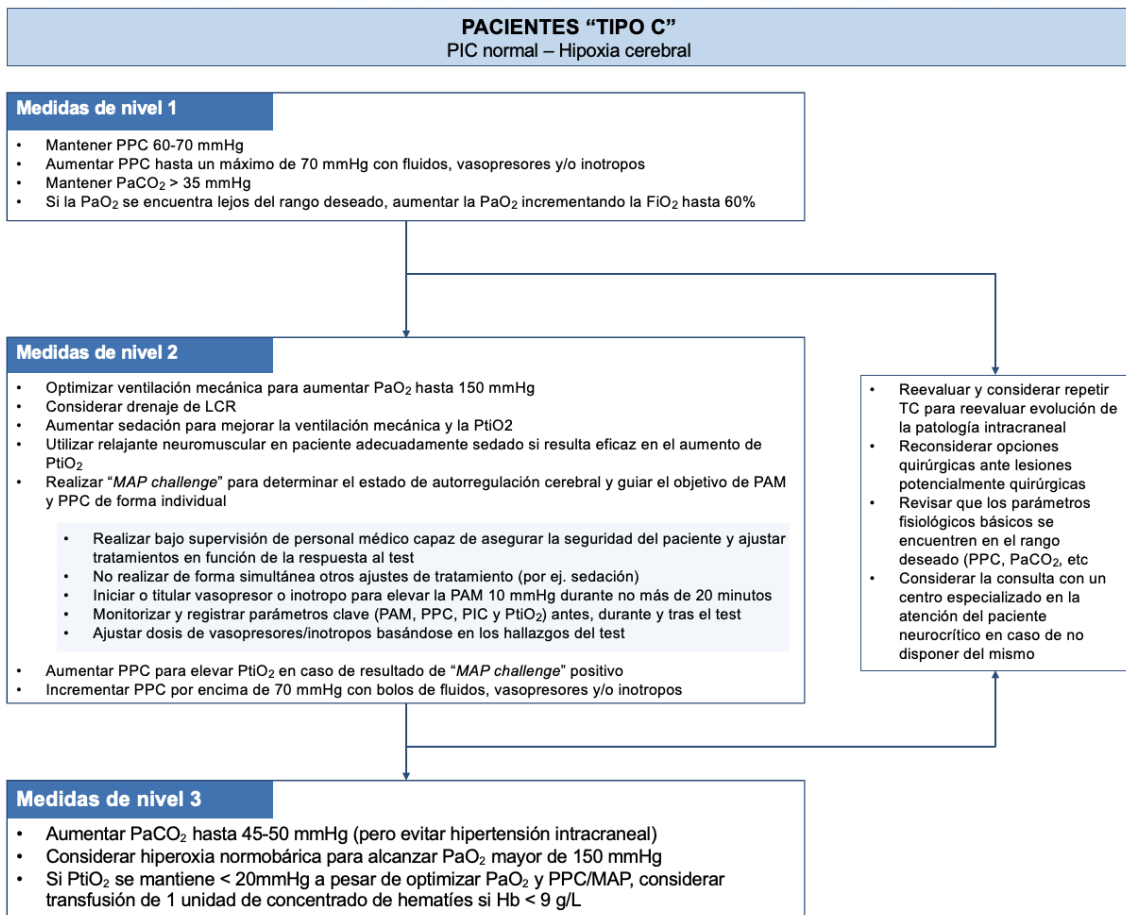 PACIENTES “TIPO C”
PIC normal – Hipoxia cerebral
Medidas de nivel 1
• Mantener PPC 60-70 mmHg
• Aumentar PPC hasta un máximo de 70 mmHg con fluidos, vasopresores y/o inotropos
• Mantener PaCO₂ > 35 mmHg
• Si la PaO₂ se encuentra lejos del rango deseado, aumentar la PaO₂ incrementando la FiO₂ hasta 60%
Medidas de nivel 2
• Optimizar ventilación mecánica para aumentar PaO₂ hasta 150 mmHg
• Considerar drenaje de LCR
• Aumentar sedación para mejorar la ventilación mecánica y la PtiO2
• Utilizar relajante neuromuscular en paciente adecuadamente sedado si resulta eficaz en el aumento de
PtiO₂
• Realizar “MAP challenge” para determinar el estado de autorregulación cerebral y guiar el objetivo de PAM
y PPC de forma individual
• Realizar bajo supervisión de personal médico capaz de asegurar la seguridad del paciente y ajustar
tratamientos en función de la respuesta al test
• No realizar de forma simultánea otros ajustes de tratamiento (por ej. sedación)
• Iniciar o titular vasopresor o inotropo para elevar la PAM 10 mmHg durante no más de 20 minutos
• Monitorizar y registrar parámetros clave (PAM, PPC, PIC y PtiO₂) antes, durante y tras el test
• Ajustar dosis de vasopresores/inotropos basándose en los hallazgos del test
• Aumentar PPC para elevar PtiO₂ en caso de resultado de “MAP challenge” positivo
• Incrementar PPC por encima de 70 mmHg con bolos de fluidos, vasopresores y/o inotropos
• Reevaluar y considerar repetir
TC para reevaluar evolución de
la patología intracraneal
• Reconsiderar opciones
quirúrgicas ante lesiones
potencialmente quirúrgicas
• Revisar que los parámetros
fisiológicos básicos se
encuentren en el rango
deseado (PPC, PaCO₂, etc
• Considerar la consulta con un
centro especializado en la
atención del paciente
neurocrítico en caso de no
disponer del mismo
Medidas de nivel 3
• Aumentar PaCO₂ hasta 45-50 mmHg (pero evitar hipertensión intracraneal)
• Considerar hiperoxia normobárica para alcanzar PaO₂ mayor de 150 mmHg
• Si PtiO₂ se mantiene < 20mmHg a pesar de optimizar PaO₂ y PPC/MAP, considerar
transfusión de 1 unidad de concentrado de hematíes si Hb < 9 g/L